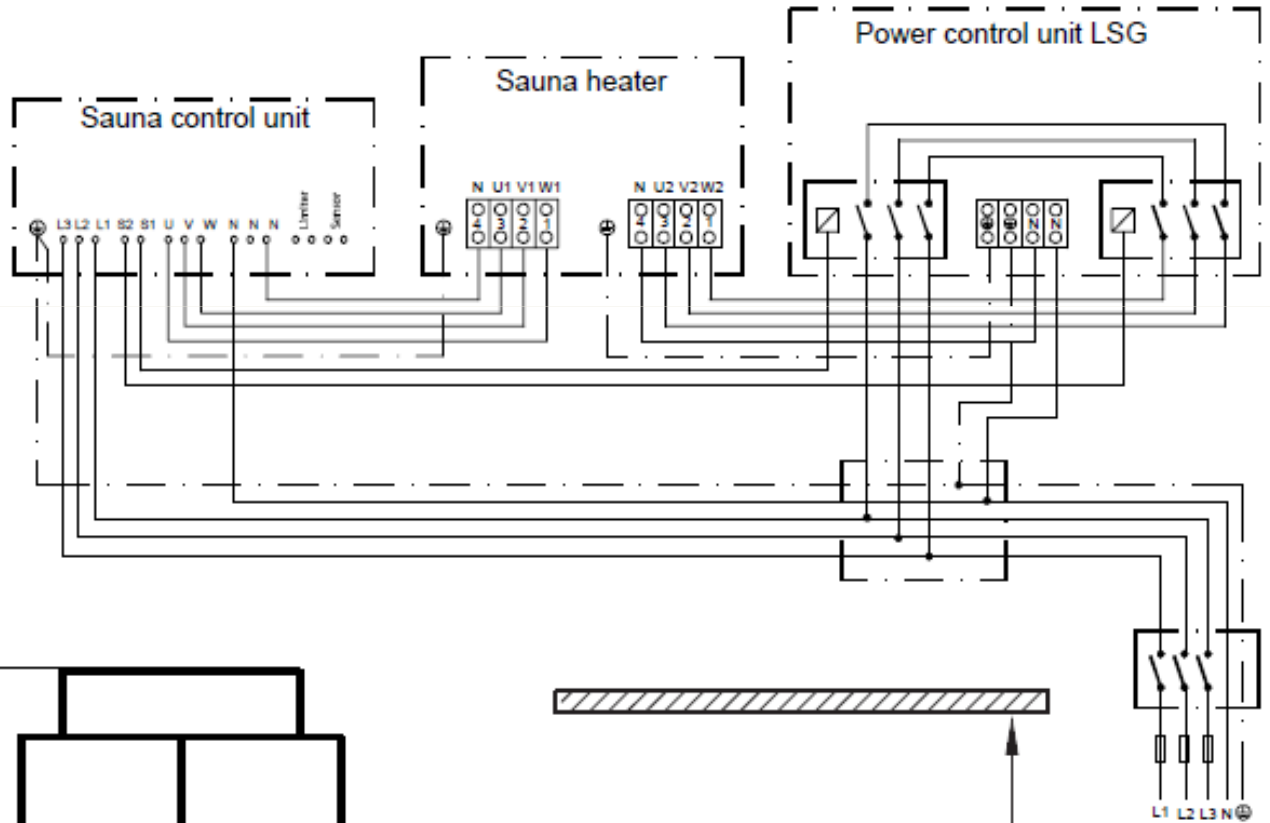 Power control unit LSG
Sauna heater
Sauna control unit
N U1 V1 W1
N U2 V2 W2
4 3 2 1
4 3 2 1
N N
Limiter
Sensor
L3 L2 L1 S2 S1 U V W N N N
L1 L2 L3 N